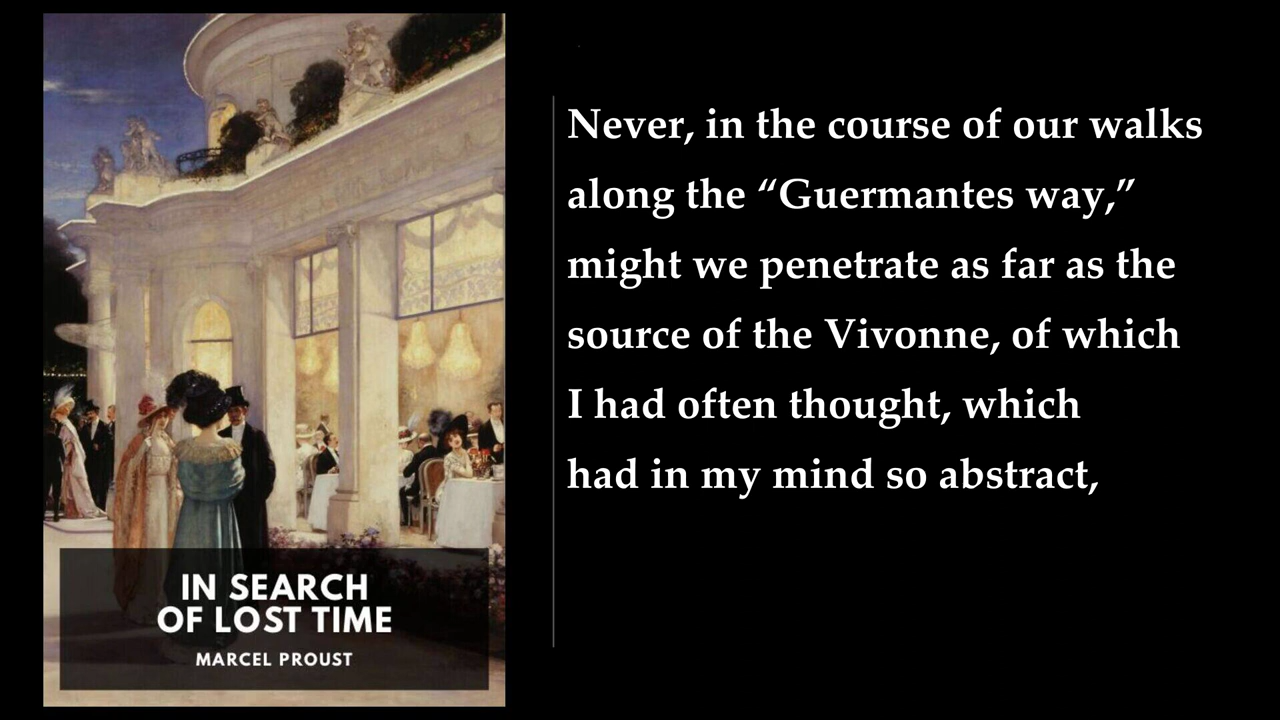 Never, in the course of our walks
along the “Guermantes way,”
might we penetrate as far as the
source of the Vivonne, of which
I had often thought, which
had in my mind so abstract,
IN SEARCH
OF LOST TIME
MARCEL PROUST